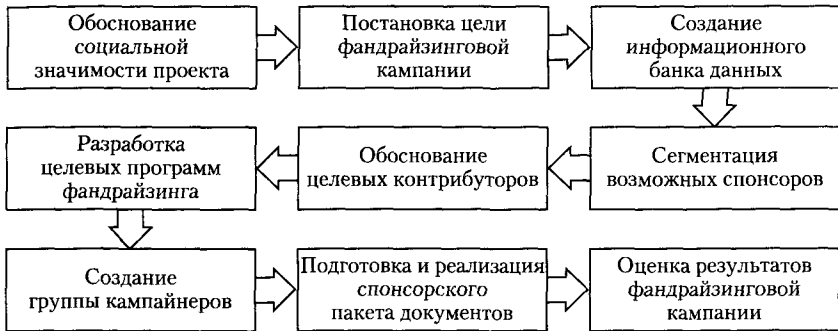 Обоснование
социальной
значимости проекта
Постановка цели
фандрайзинговой
кампании
Создание
информационного
банка данных
Разработка
целевых программ
фандрайзинга
Обоснование
целевых контрибуторов
Сегментация
возможных спонсоров
Создание
группы кампайнеров
Подготовка и реализация
спонсорского
пакета документов
Оценка результатов
фандрайзинговой
кампании